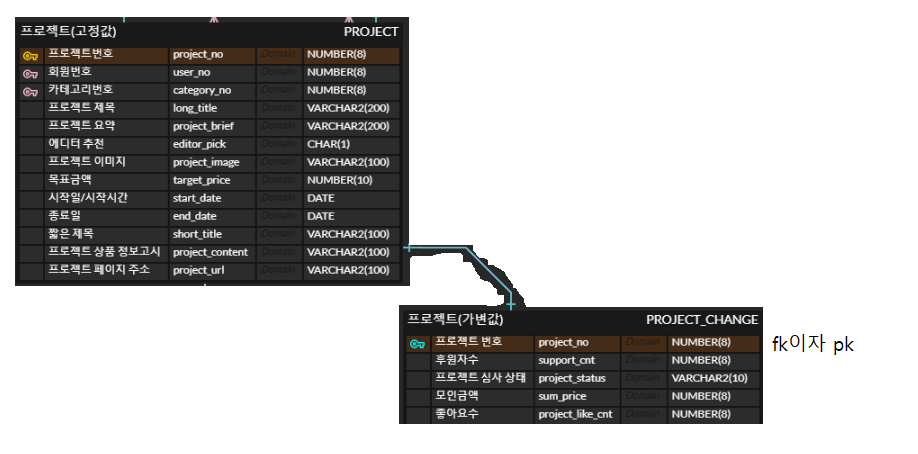 프로젝트(고정값) PROJECT
프로젝트번호 project_no Domain NUMBER(8)
회원번호 user_no Domain NUMBER(8)
카테고리번호 category_no Domain NUMBER(8)
프로젝트 제목 long_title Domain VARCHAR2(200)
프로젝트 요약 project_brief Domain VARCHAR2(200)
에디터 추천 editor_pick Domain CHAR(1)
프로젝트 이미지 project_image Domain VARCHAR2(100)
목표금액 target_price Domain NUMBER(10)
시작일/시작시간 start_date Domain DATE
종료일 end_date Domain DATE
짧은 제목 short_title Domain VARCHAR2(100)
프로젝트 상품 정보고시 project_content Domain VARCHAR2(100)
프로젝트 페이지 주소 project_url Domain VARCHAR2(100)
프로젝트(가변값) PROJECT_CHANGE
프로젝트 번호 project_no Domain NUMBER(8)
fk이자 pk
후원자수 support_cnt Domain NUMBER(8)
프로젝트 심사 상태 project_status Domain VARCHAR2(10)
모인금액 sum_price Domain NUMBER(8)
좋아요수 project_like_cnt Domain NUMBER(8)